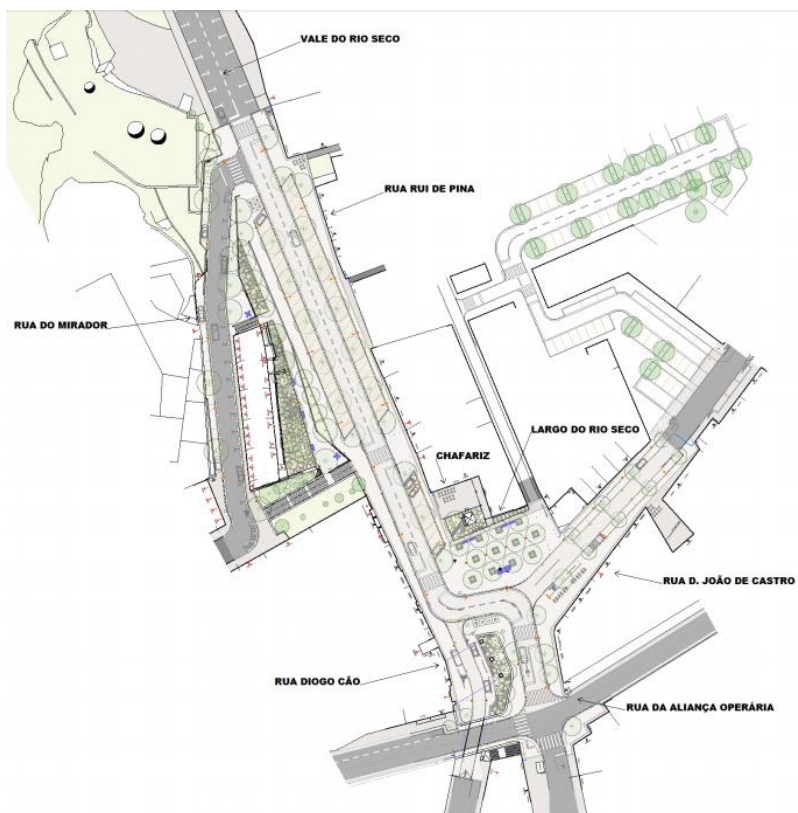 VALE DO RIO SECO
RUA RUI DE PINA
RUA DO MIRADOR
LARGO DO RIO SECO
CHAFARIZ
RUA D. JOÃO DE CASTRO
RUA DIOGO CÃO
RUA DA ALIANÇA OPERÁRIA